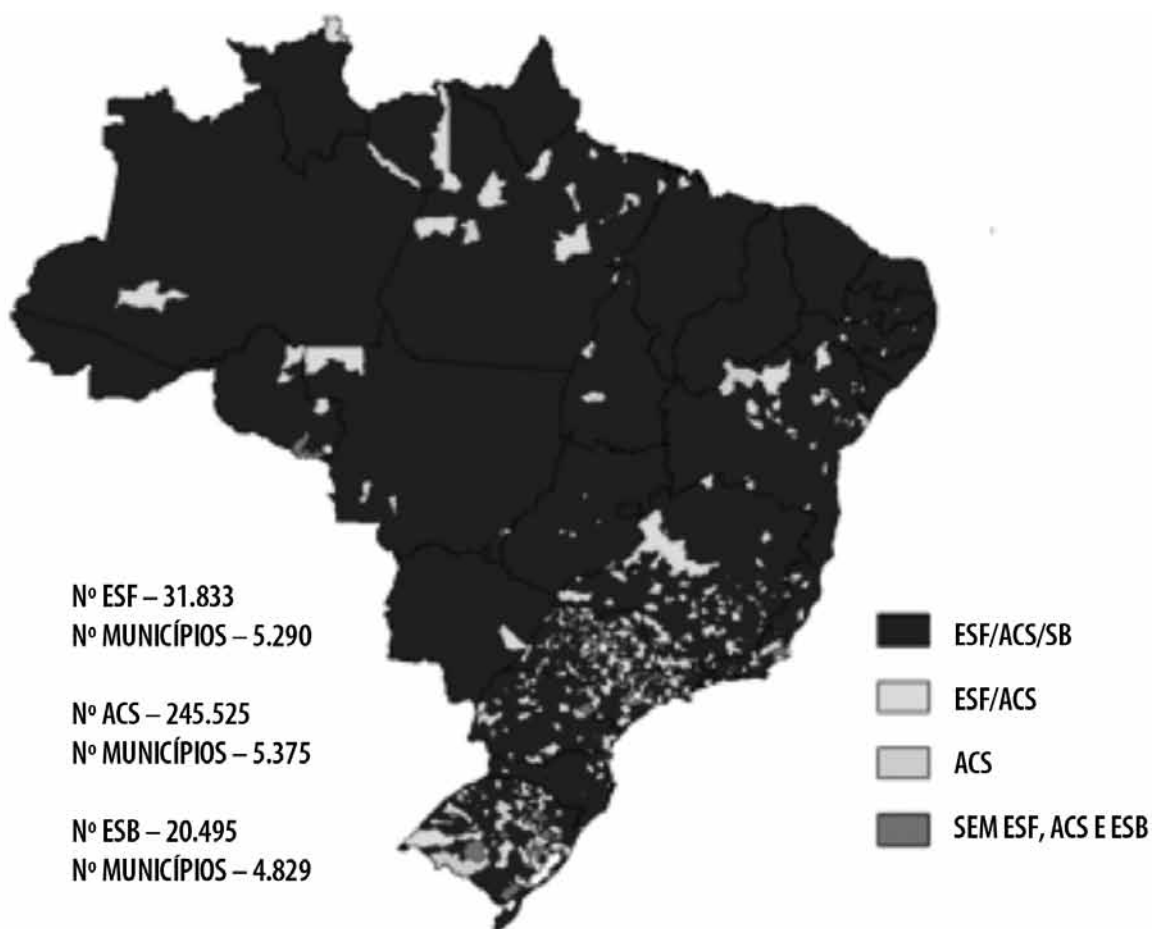 Nº ESF – 31.833
Nº MUNICÍPIOS – 5.290
Nº ACS – 245.525
Nº MUNICÍPIOS – 5.375
Nº ESB – 20.495
Nº MUNICÍPIOS – 4.829
ESF/ACS/SB
ESF/ACS
ACS
SEM ESF, ACS E ESB